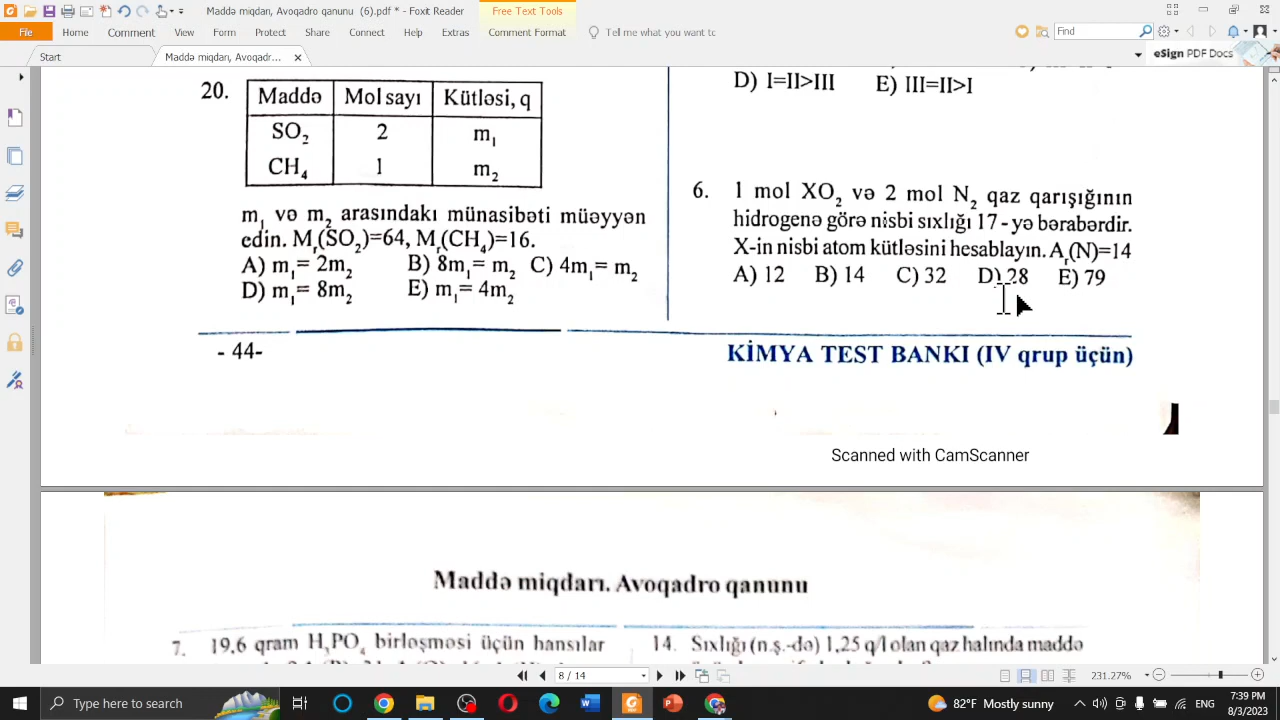 Maddə miqdarı, Avoqadro qanunu (6).pdf * - Foxit Reader
Free Text Tools
File Home Comment View Form Protect Share Connect Help Extras Comment Format Tell me what you want to
Find
Start
Maddə miqdarı, Avoqadr...
eSign PDF Docs
20.
Maddə Mol sayı Kütləsi, q
SO₂ 2 m₁
CH₄ 1 m₂
m₁ və m₂ arasındakı münasibəti müəyyən
edin. Mᵣ(SO₂)=64, Mᵣ(CH₄)=16.
A) m₁= 2m₂ B) 8m₁= m₂ C) 4m₁= m₂
D) m₁= 8m₂ E) m₁= 4m₂
- 44-
D) I=II>III E) III=II>I
6. 1 mol XO₂ və 2 mol N₂ qaz qarışığının
hidrogenə görə nisbi sıxlığı 17 - yə bərabərdir.
X-in nisbi atom kütləsini hesablayın. Aᵣ(N)=14
A) 12 B) 14 C) 32 D) 28 E) 79
KİMYA TEST BANKI (IV qrup üçün)
Scanned with CamScanner
Maddə miqdarı. Avoqadro qanunu
7. 19,6 qram H₃PO₄ birləşməsi üçün hansılar
14. Sıxlığı (n.ş.-də) 1,25 q/l olan qaz halında maddə
8 / 14
231.27%
Type here to search
82°F Mostly sunny
ENG
7:39 PM
8/3/2023